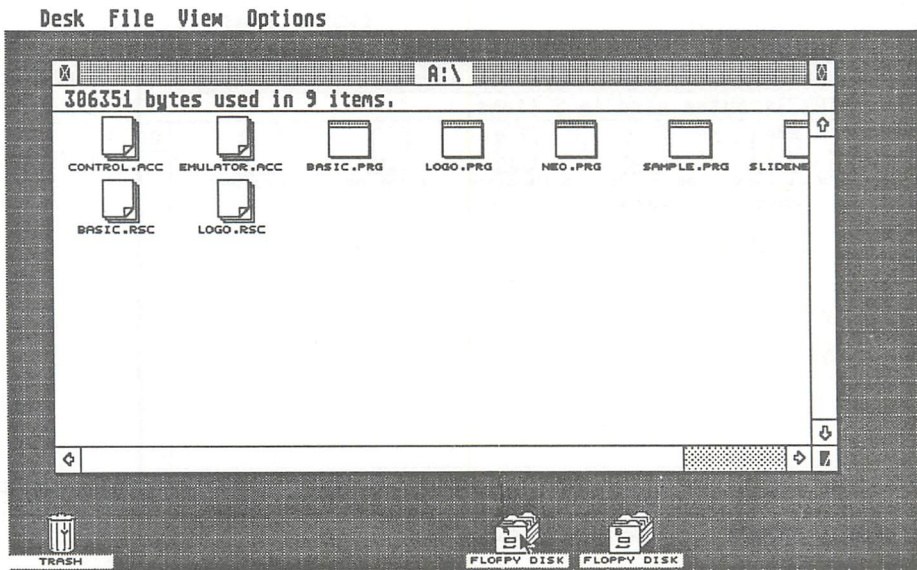 Desk File View Options
A:\
306351 bytes used in 9 items.
CONTROL.ACC EMULATOR.ACC BASIC.PRG LOGO.PRG NEO.PRG SAMPLE.PRG SLIDENE
BASIC.RSC LOGO.RSC
A B
TRASH FLOPPY DISK FLOPPY DISK